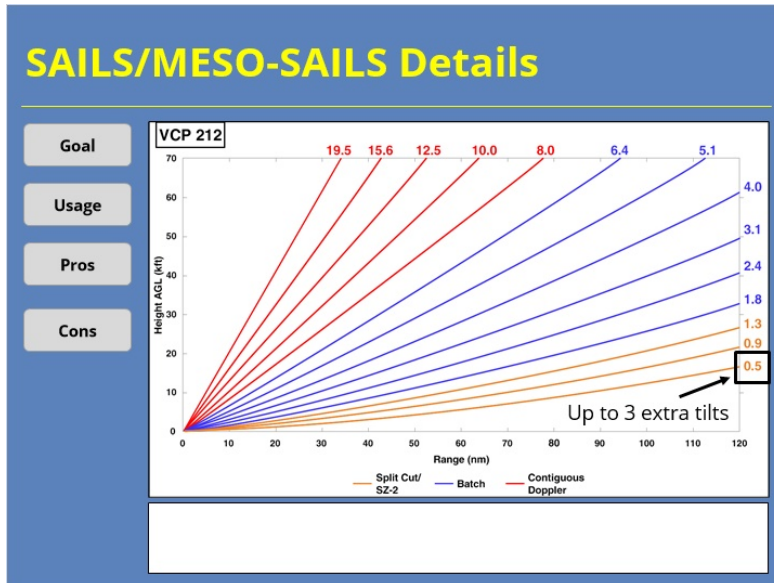 SAILS/MESO-SAILS Details
Goal
Usage
Pros
Cons
VCP 212
19.5 15.6 12.5 10.0 8.0 6.4 5.1
4.0
3.1
2.4
1.8
1.3
0.9
0.5
Up to 3 extra tilts
70
60
50
40
30
20
10
0
Height AGL (kft)
0 10 20 30 40 50 60 70 80 90 100 110 120
Range (nm)
Split Cut/
SZ-2
Batch
Contiguous
Doppler